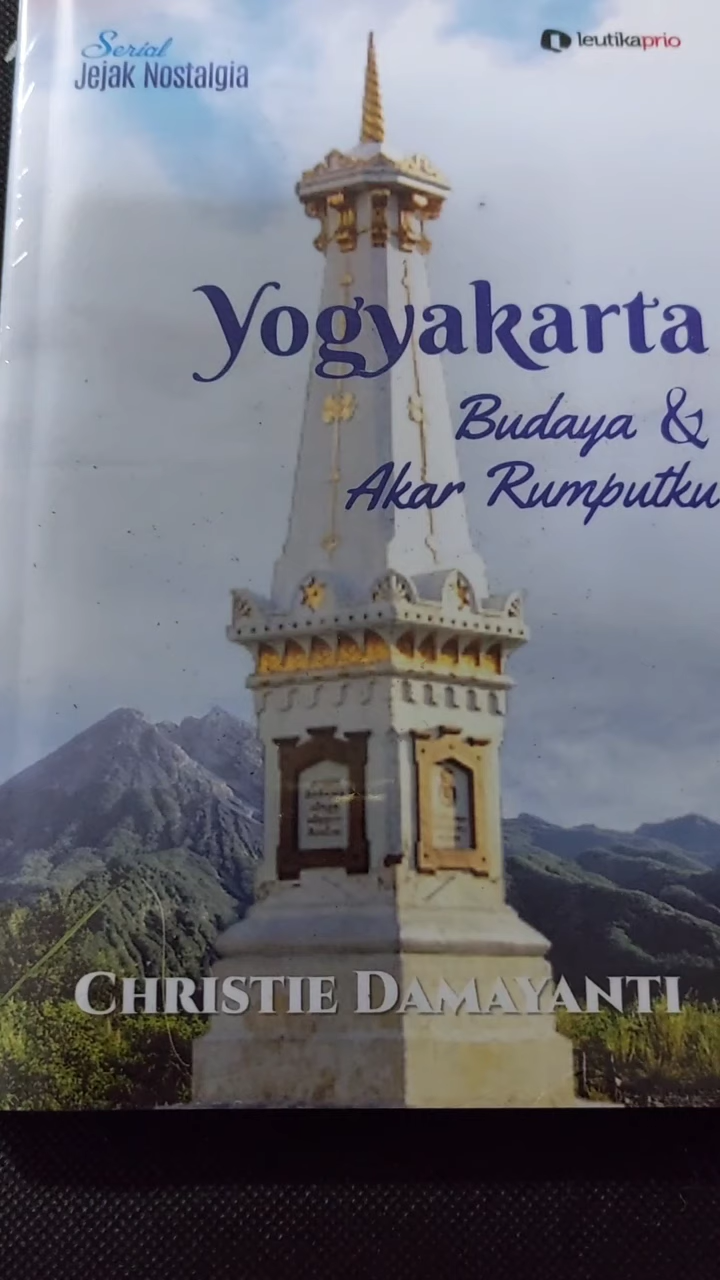 Serial
Jejak Nostalgia
leutikaprio
Yogyakarta
Budaya &
Akar Rumputku
CHRISTIE DAMAYANTI